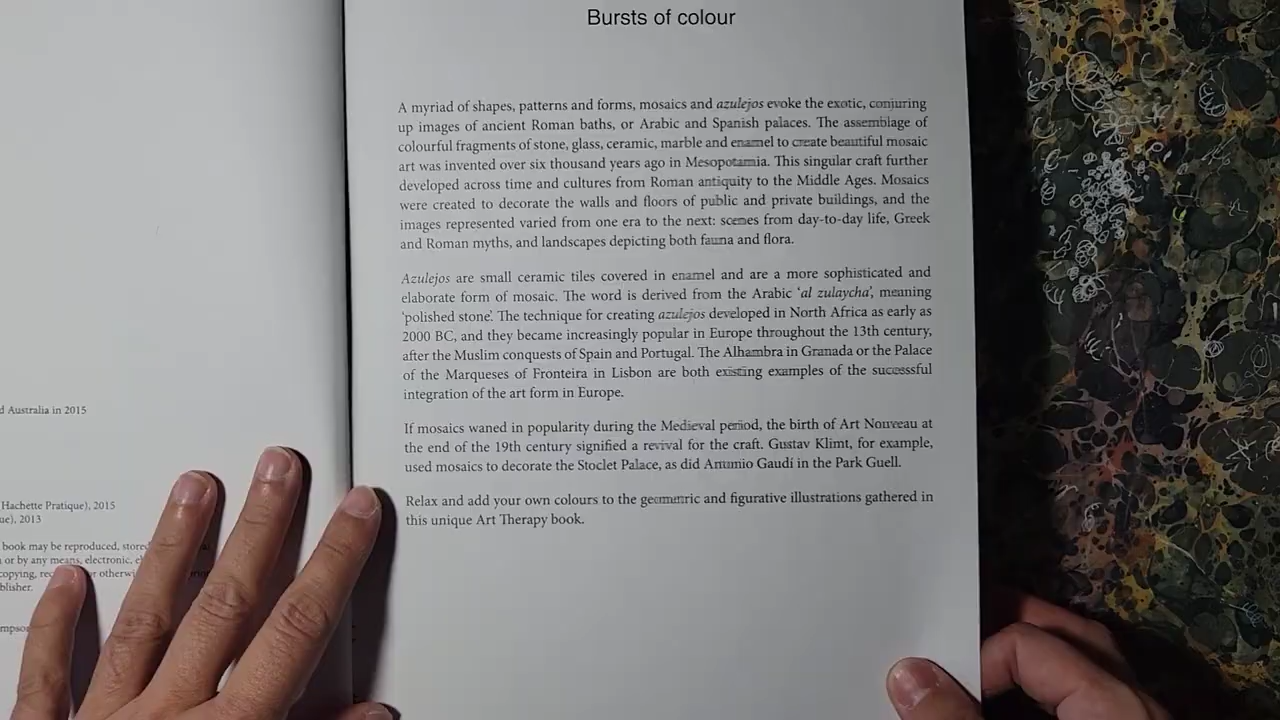 d Australia in 2015
Hachette Pratique), 2015
ue), 2013
book may be reproduced, stored
or by any means, electronic,
copying, otherwi
blisher.
mpson
Bursts of colour
A myriad of shapes, patterns and forms, mosaics and azulejos evoke the exotic, conjuring
up images of ancient Roman baths, or Arabic and Spanish palaces. The assemblage of
colourful fragments of stone, glass, ceramic, marble and enamel to create beautiful mosaic
art was invented over six thousand years ago in Mesopotamia. This singular craft further
developed across time and cultures from Roman antiquity to the Middle Ages. Mosaics
were created to decorate the walls and floors of public and private buildings, and the
images represented varied from one era to the next: scenes from day-to-day life, Greek
and Roman myths, and landscapes depicting both fauna and flora.
Azulejos are small ceramic tiles covered in enamel and are a more sophisticated and
elaborate form of mosaic. The word is derived from the Arabic ‘al zulaycha’, meaning
‘polished stone’. The technique for creating azulejos developed in North Africa as early as
2000 BC, and they became increasingly popular in Europe throughout the 13th century,
after the Muslim conquests of Spain and Portugal. The Alhambra in Granada or the Palace
of the Marqueses of Fronteira in Lisbon are both existing examples of the successful
integration of the art form in Europe.
If mosaics waned in popularity during the Medieval period, the birth of Art Nouveau at
the end of the 19th century signified a revival for the craft. Gustav Klimt, for example,
used mosaics to decorate the Stoclet Palace, as did Antonio Gaudí in the Park Guell.
Relax and add your own colours to the geometric and figurative illustrations gathered in
this unique Art Therapy book.